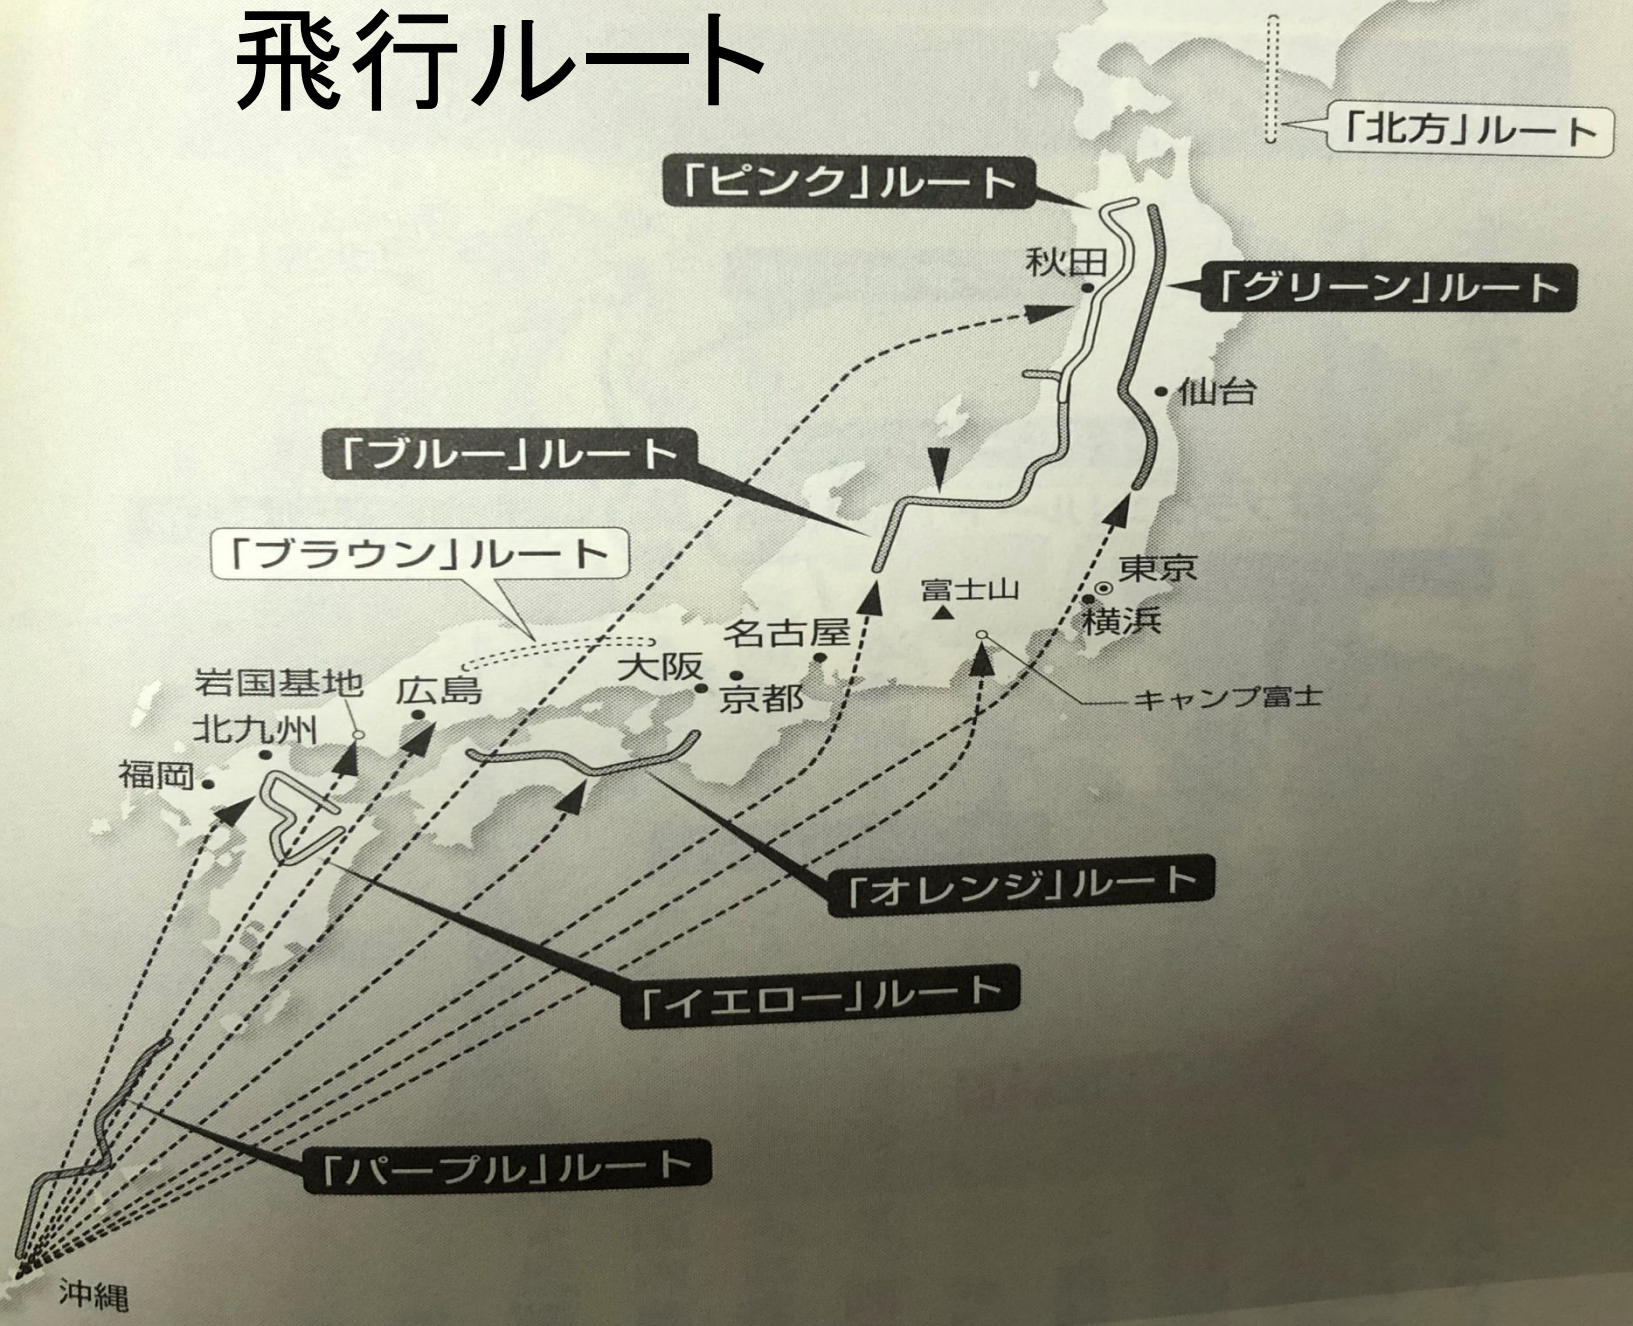 飛行ルート
「北方」ルート
「ピンク」ルート
秋田
「グリーン」ルート
仙台
「ブルー」ルート
「ブラウン」ルート
東京
富士山
横浜
名古屋
大阪
京都
岩国基地
広島
キャンプ富士
北九州
福岡
「オレンジ」ルート
「イエロー」ルート
「パープル」ルート
沖縄